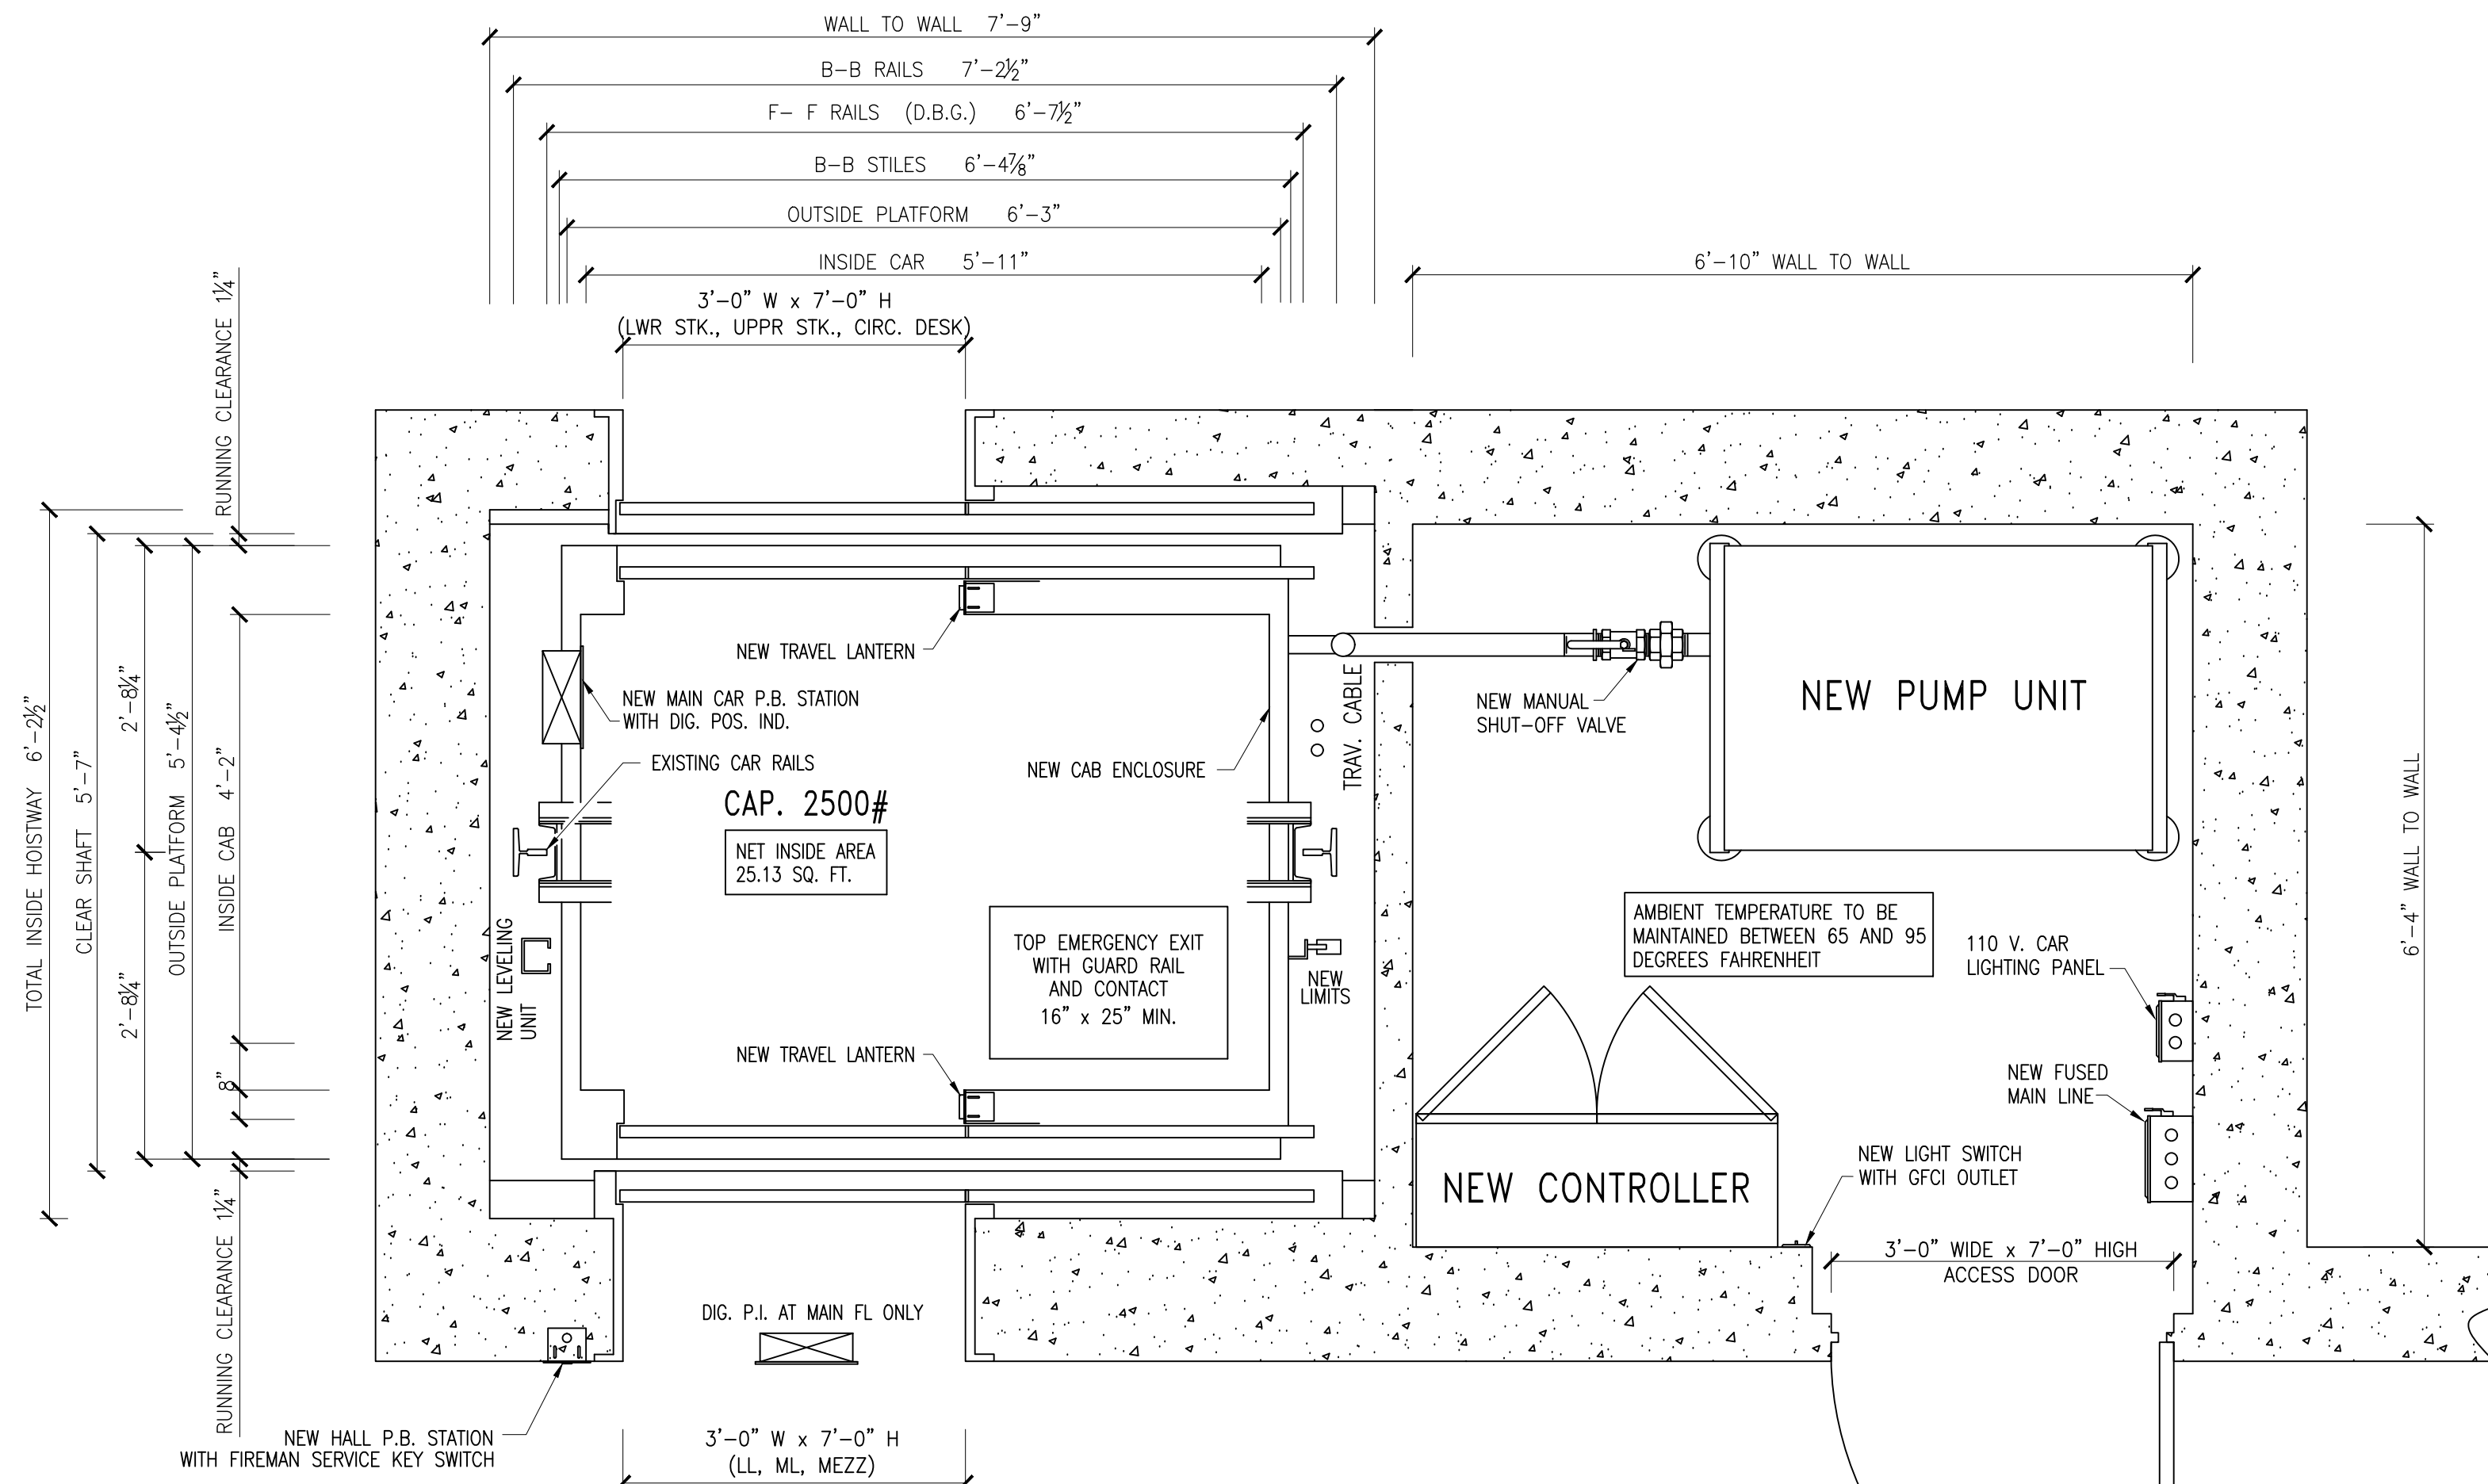 WALL TO WALL 7'-9"
B-B RAILS 7'-2½"
F- F RAILS (D.B.G.) 6'-7½"
B-B STILES 6'-4⅞"
OUTSIDE PLATFORM 6'-3"
INSIDE CAR 5'-11"
3'-0" W x 7'-0" H
(LWR STK., UPPR STK., CIRC. DESK)
6'-10" WALL TO WALL
RUNNING CLEARANCE 1¼"
TOTAL INSIDE HOISTWAY 6'-2½"
CLEAR SHAFT 5'-7"
2'-8¼"
2'-8¼"
OUTSIDE PLATFORM 5'-4½"
INSIDE CAB 4'-2"
8"
RUNNING CLEARANCE 1¼"
NEW TRAVEL LANTERN
NEW MAIN CAR P.B. STATION
WITH DIG. POS. IND.
EXISTING CAR RAILS
CAP. 2500#
NET INSIDE AREA
25.13 SQ. FT.
NEW CAB ENCLOSURE
TRAV. CABLE
NEW LEVELING
UNIT
TOP EMERGENCY EXIT
WITH GUARD RAIL
AND CONTACT
16" x 25" MIN.
NEW
LIMITS
NEW TRAVEL LANTERN
NEW MANUAL
SHUT-OFF VALVE
NEW PUMP UNIT
AMBIENT TEMPERATURE TO BE
MAINTAINED BETWEEN 65 AND 95
DEGREES FAHRENHEIT
110 V. CAR
LIGHTING PANEL
NEW FUSED
MAIN LINE
NEW LIGHT SWITCH
WITH GFCI OUTLET
NEW CONTROLLER
6'-4" WALL TO WALL
3'-0" WIDE x 7'-0" HIGH
ACCESS DOOR
DIG. P.I. AT MAIN FL ONLY
NEW HALL P.B. STATION
WITH FIREMAN SERVICE KEY SWITCH
3'-0" W x 7'-0" H
(LL, ML, MEZZ)